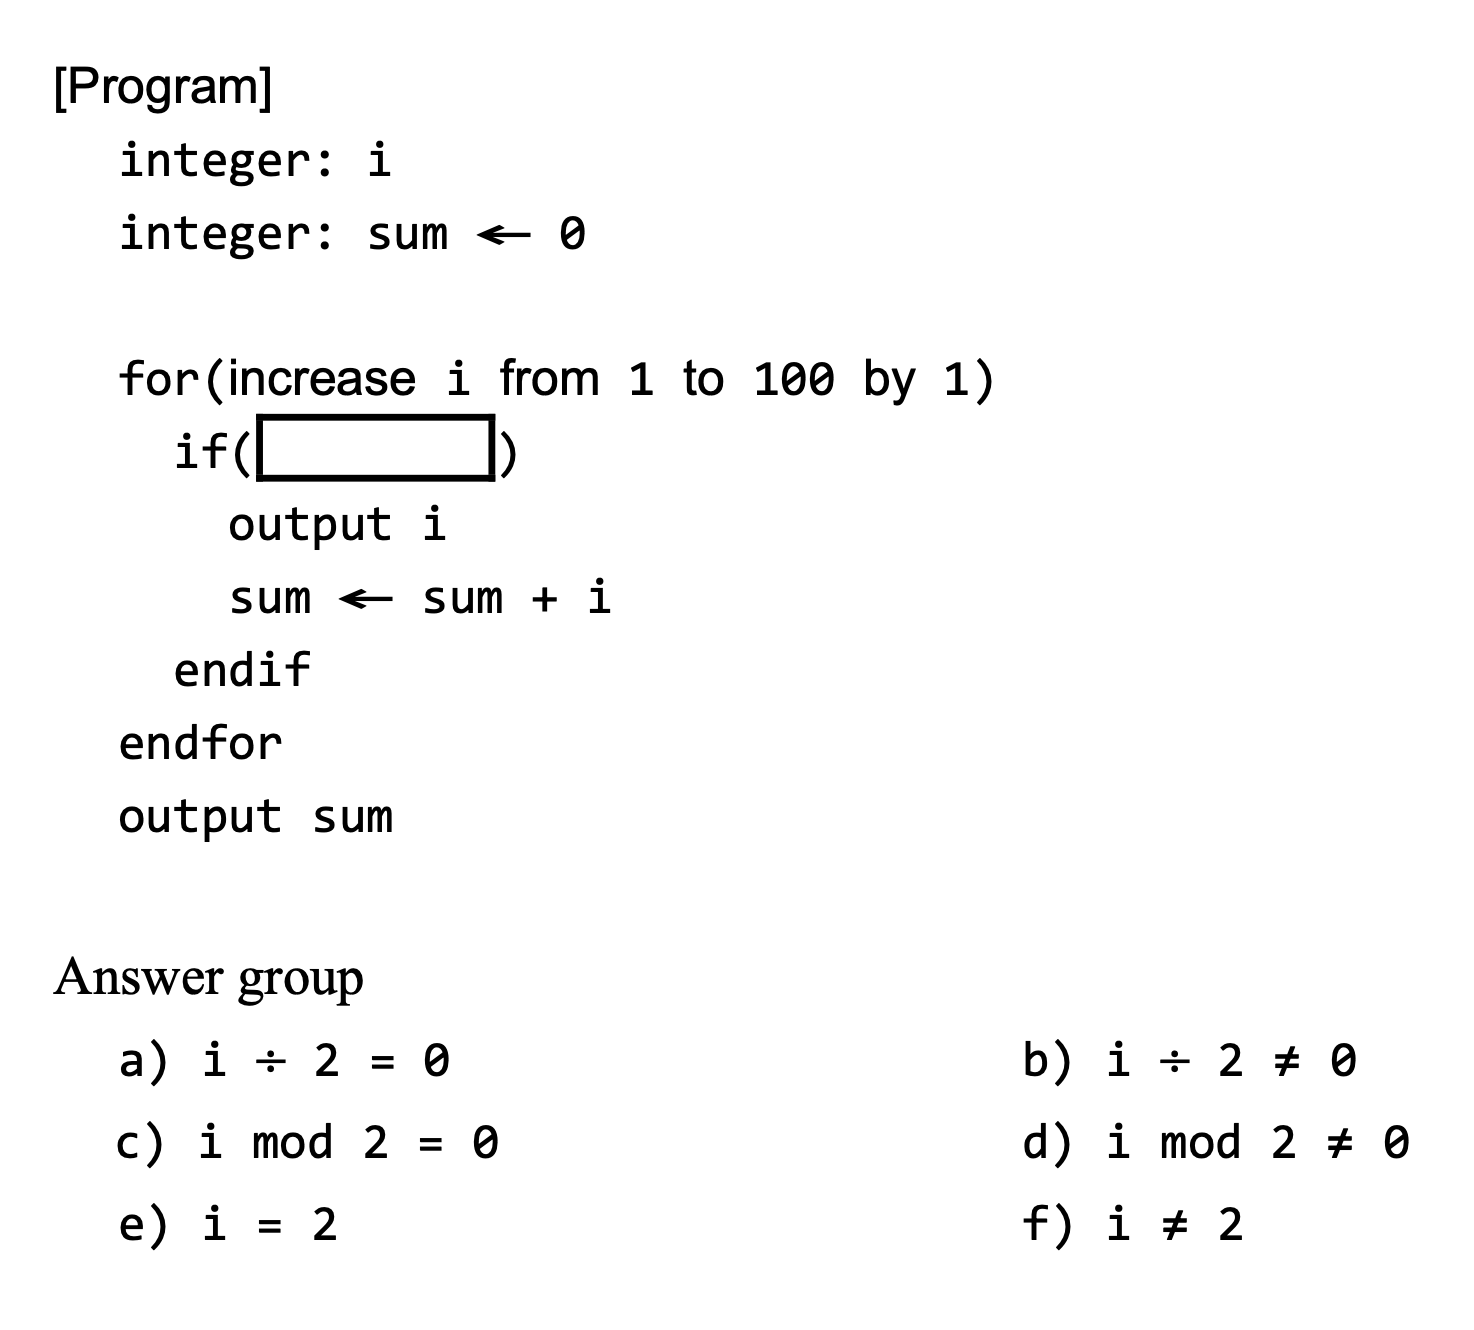 [Program]
integer: i
integer: sum ← 0
for(increase i from 1 to 100 by 1)
if( )
output i
sum ← sum + i
endif
endfor
output sum
Answer group
a) i ÷ 2 = 0 b) i ÷ 2 ≠ 0
c) i mod 2 = 0 d) i mod 2 ≠ 0
e) i = 2 f) i ≠ 2